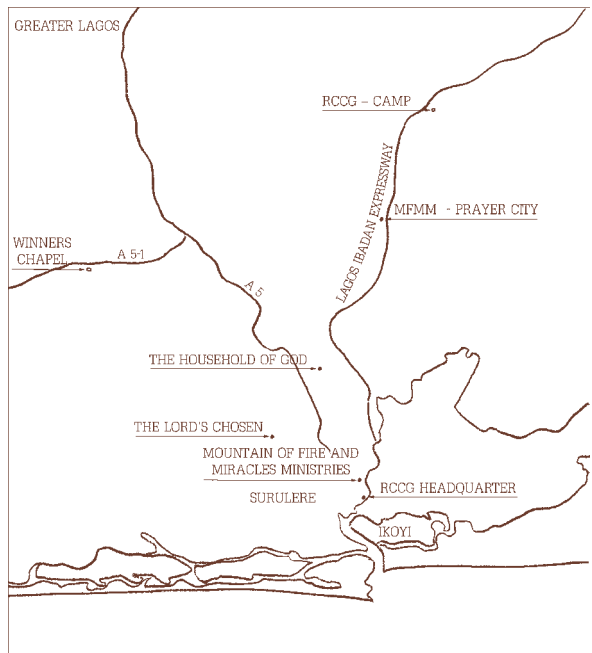 GREATER LAGOS
RCCG – CAMP
LAGOS IBADAN EXPRESSWAY
MFMM - PRAYER CITY
WINNERS
CHAPEL
A 5-1
A 5
THE HOUSEHOLD OF GOD
THE LORD'S CHOSEN
MOUNTAIN OF FIRE AND
MIRACLES MINISTRIES
SURULERE
RCCG HEADQUARTER
IKOYI